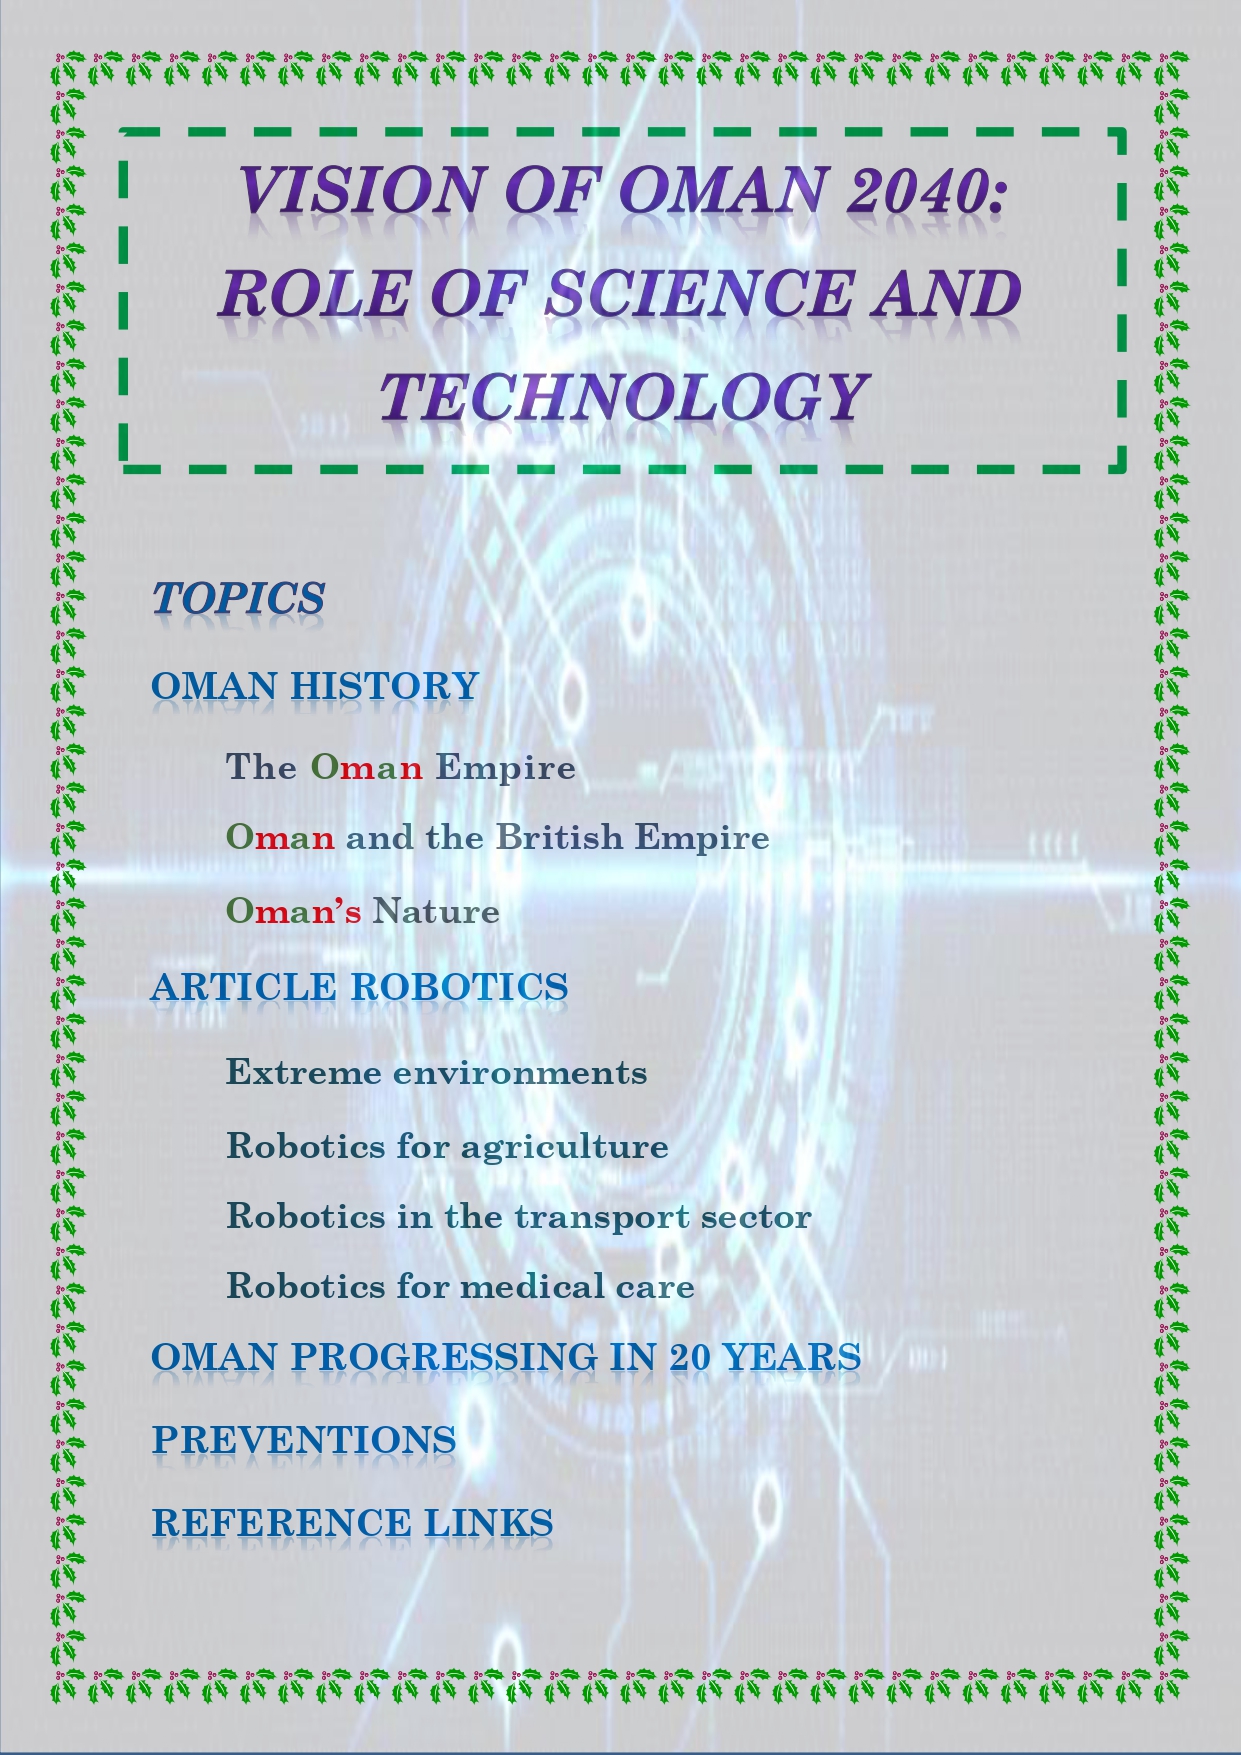 VISION OF OMAN 2040:
ROLE OF SCIENCE AND
TECHNOLOGY
TOPICS
OMAN HISTORY
The Oman Empire
Oman and the British Empire
Oman’s Nature
ARTICLE ROBOTICS
Extreme environments
Robotics for agriculture
Robotics in the transport sector
Robotics for medical care
OMAN PROGRESSING IN 20 YEARS
PREVENTIONS
REFERENCE LINKS